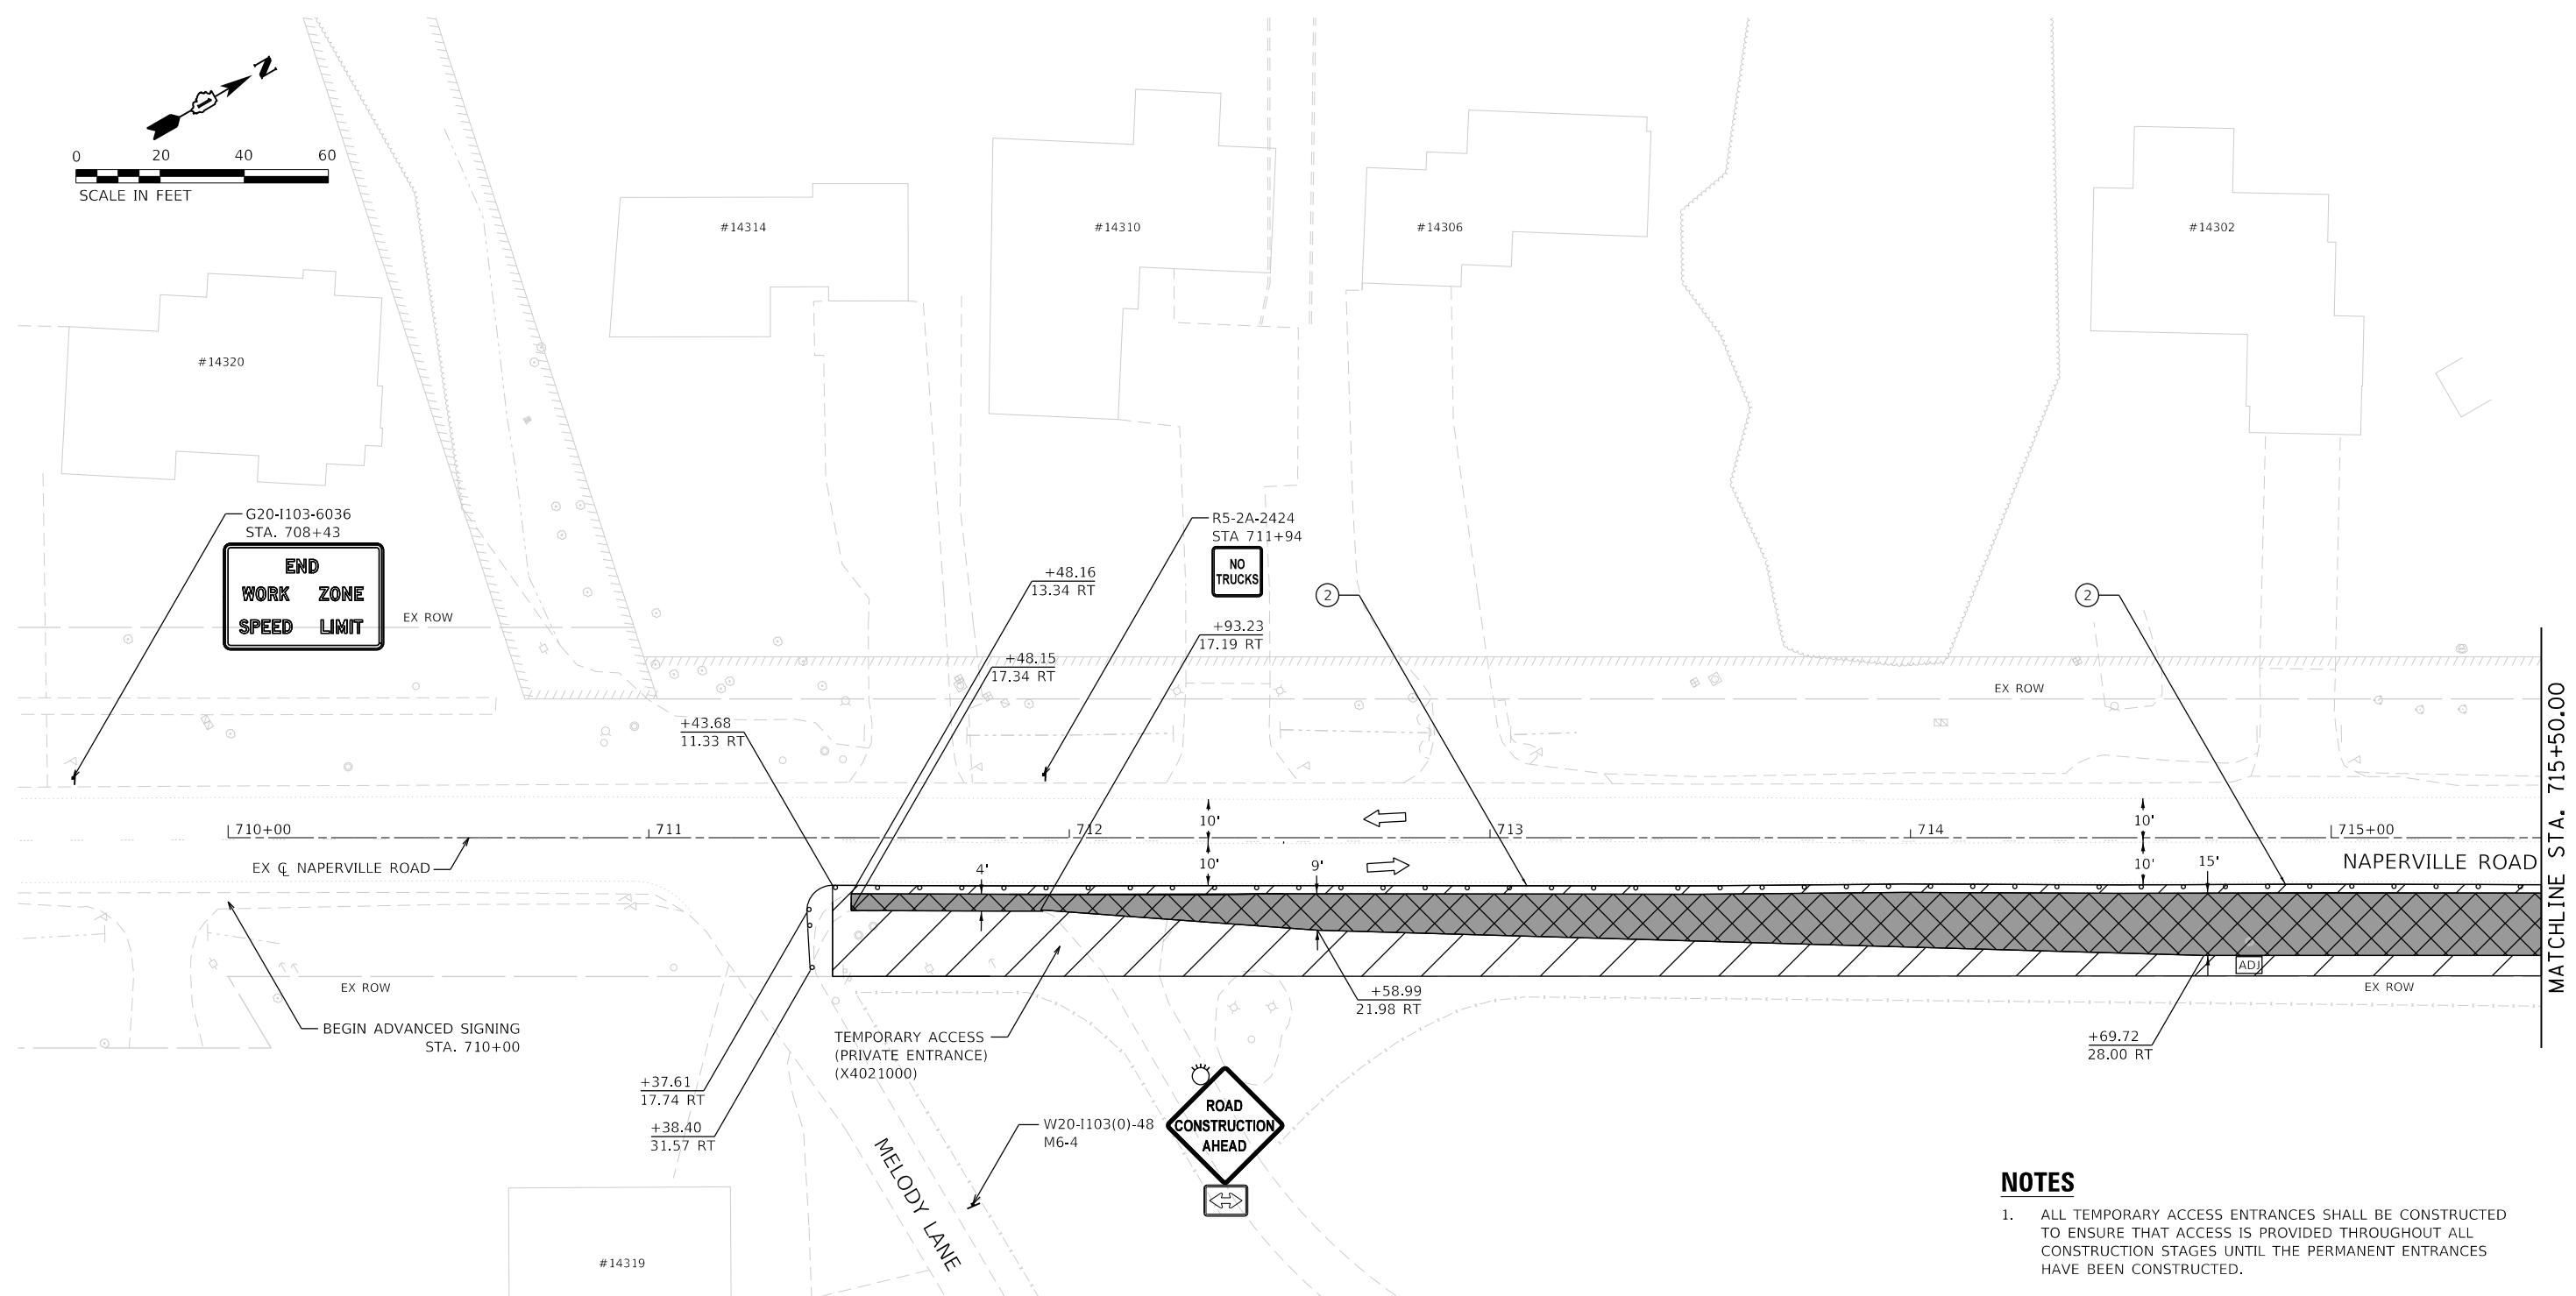 N
0 20 40 60
SCALE IN FEET
#14320
#14314
#14310
#14306
#14302
G20-I103-6036
STA. 708+43
END
WORK ZONE
SPEED LIMIT
EX ROW
R5-2A-2424
STA 711+94
NO
TRUCKS
+48.16
13.34 RT
+93.23
17.19 RT
+48.15
17.34 RT
+43.68
11.33 RT
2
2
EX ROW
710+00
711
712
713
714
715+00
10'
10'
10'
10'
4'
9'
15'
EX ℄ NAPERVILLE ROAD
NAPERVILLE ROAD
MATCHLINE STA. 715+50.00
ADJ
EX ROW
EX ROW
BEGIN ADVANCED SIGNING
STA. 710+00
+58.99
21.98 RT
+69.72
28.00 RT
TEMPORARY ACCESS
(PRIVATE ENTRANCE)
(X4021000)
+37.61
17.74 RT
+38.40
31.57 RT
W20-I103(0)-48
M6-4
ROAD
CONSTRUCTION
AHEAD
MELODY LANE
#14319
NOTES
1. ALL TEMPORARY ACCESS ENTRANCES SHALL BE CONSTRUCTED
TO ENSURE THAT ACCESS IS PROVIDED THROUGHOUT ALL
CONSTRUCTION STAGES UNTIL THE PERMANENT ENTRANCES
HAVE BEEN CONSTRUCTED.